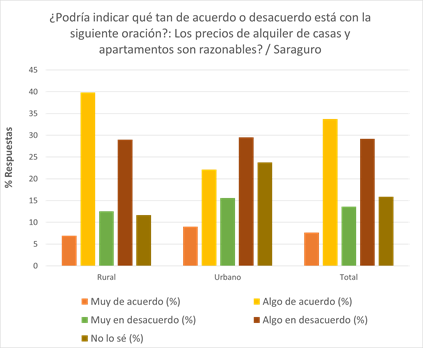 ¿Podría indicar qué tan de acuerdo o desacuerdo está con la
siguiente oración?: Los precios de alquiler de casas y
apartamentos son razonables? / Saraguro
% Respuestas
45
40
35
30
25
20
15
10
5
0
Rural
Urbano
Total
Muy de acuerdo (%)
Algo de acuerdo (%)
Muy en desacuerdo (%)
Algo en desacuerdo (%)
No lo sé (%)